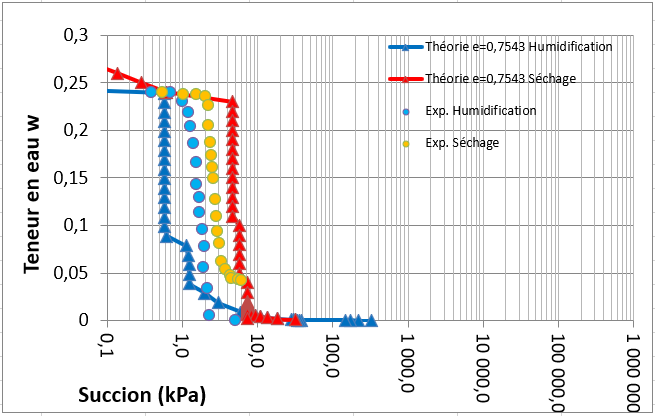 0,3
Théorie e=0,7543 Humidification
0,25
Théorie e=0,7543 Séchage
0,2
Exp. Humidification
Exp. Séchage
0,15
0,1
0,05
0
Teneur en eau w
0,1
1,0
10,0
100,0
1 000,0
10 000,0
100 000,0
1 000 000,0
Succion (kPa)